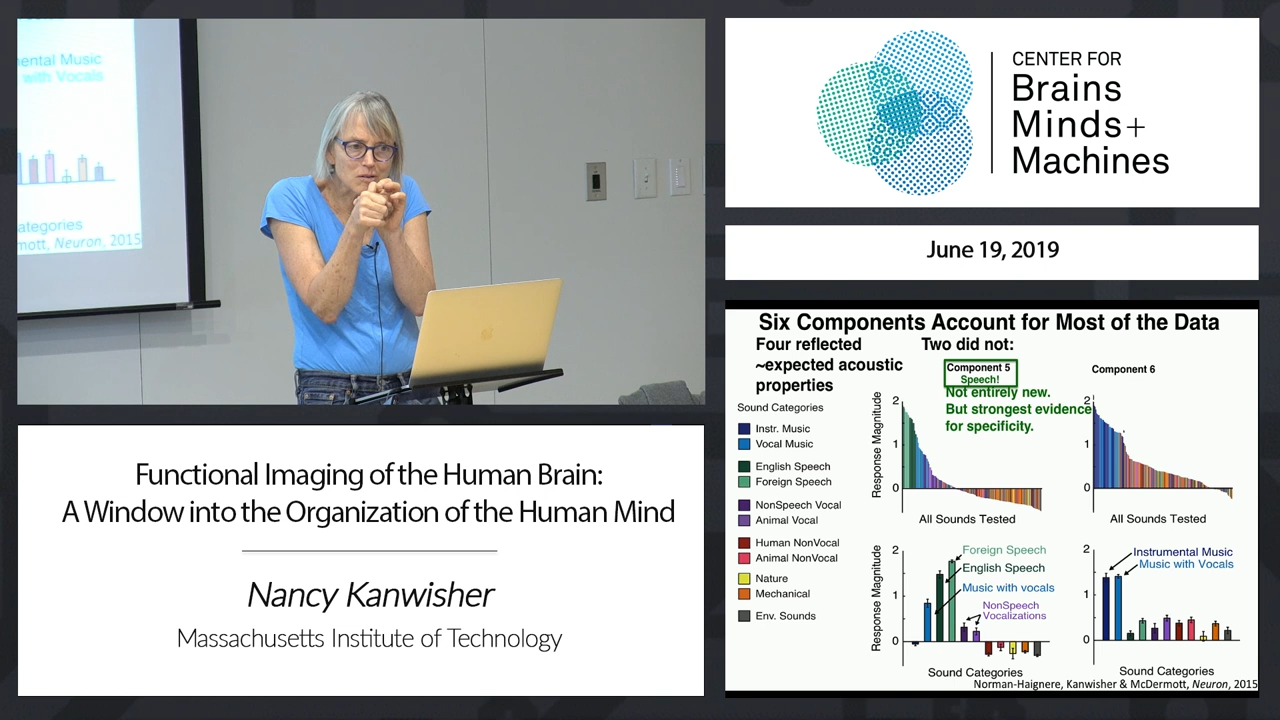 ental Music
with Vocals
ategories
mott, Neuron, 2015
CENTER FOR
Brains
Minds+
Machines
June 19, 2019
Functional Imaging of the Human Brain:
A Window into the Organization of the Human Mind
Nancy Kanwisher
Massachusetts Institute of Technology
Six Components Account for Most of the Data
Four reflected
~expected acoustic
properties
Two did not:
Component 5
Speech!
Not entirely new.
But strongest evidence
for specificity.
Component 6
Sound Categories
Instr. Music
Vocal Music
English Speech
Foreign Speech
NonSpeech Vocal
Animal Vocal
Human NonVocal
Animal NonVocal
Nature
Mechanical
Env. Sounds
Response Magnitude
2
1
0
All Sounds Tested
2
1
0
All Sounds Tested
Response Magnitude
2
1
0
Foreign Speech
English Speech
Music with vocals
NonSpeech
Vocalizations
Sound Categories
2
1
0
Instrumental Music
Music with Vocals
Sound Categories
Norman-Haignere, Kanwisher & McDermott, Neuron, 2015